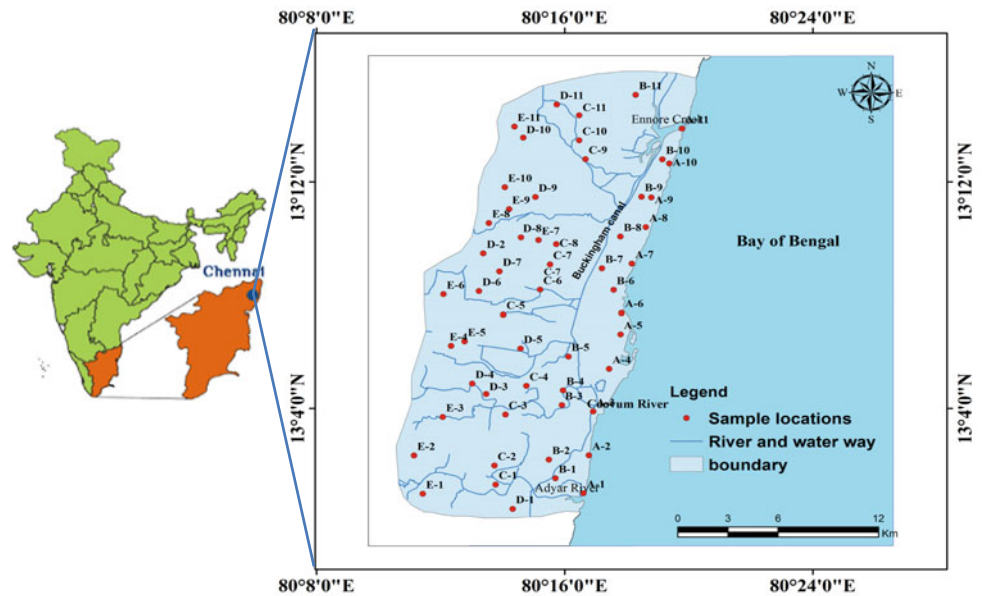 80°8'0"E 80°16'0"E 80°24'0"E
N
W E
S
B-11
D-11
C-11
Ennore Creek
A-11
E-11
D-10
C-10
C-9
B-10
A-10
13°12'0"N 13°12'0"N
E-10
D-9
B-9
A-9
E-9
E-8
A-8
D-8
E-7
B-8
C-8
Bay of Bengal
Buckingham canal
D-2
C-7
A-7
D-7
C-7
B-7
Chennai
E-6
D-6
C-6
B-6
A-6
C-5
A-5
E-4
E-5
D-5
B-5
A-4
D-4
C-4
B-4
D-3
B-3
Legend
Sample locations
River and water way
boundary
River
13°4'0"N 13°4'0"N
E-3
C-3
E-2
C-2
B-2
A-2
C-1
B-1
E-1
Adyar River
A-1
D-1
0 3 6 12
Km
80°8'0"E 80°16'0"E 80°24'0"E